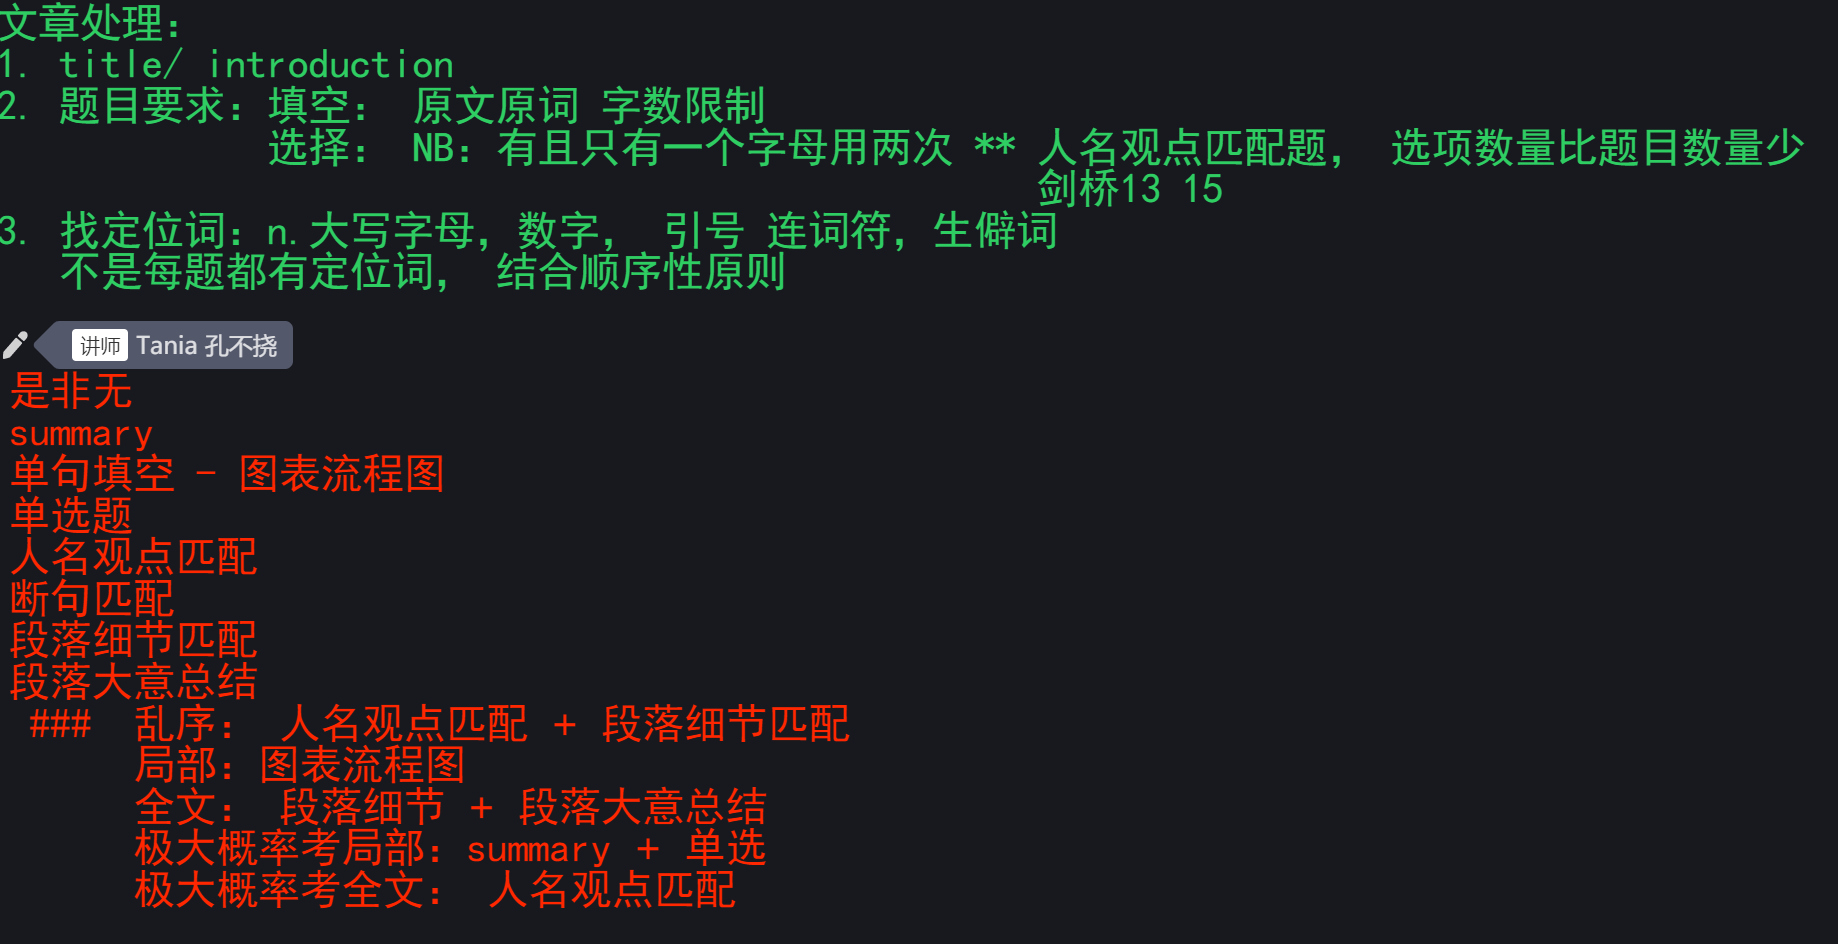 文章处理：
1. title/ introduction
2. 题目要求：填空： 原文原词 字数限制
选择： NB：有且只有一个字母用两次 ** 人名观点匹配题， 选项数量比题目数量少
剑桥13 15
3. 找定位词：n.大写字母，数字， 引号 连词符，生僻词
不是每题都有定位词， 结合顺序性原则
讲师 Tania 孔不挠
是非无
summary
单句填空 - 图表流程图
单选题
人名观点匹配
断句匹配
段落细节匹配
段落大意总结
### 乱序： 人名观点匹配 + 段落细节匹配
局部：图表流程图
全文： 段落细节 + 段落大意总结
极大概率考局部：summary + 单选
极大概率考全文： 人名观点匹配